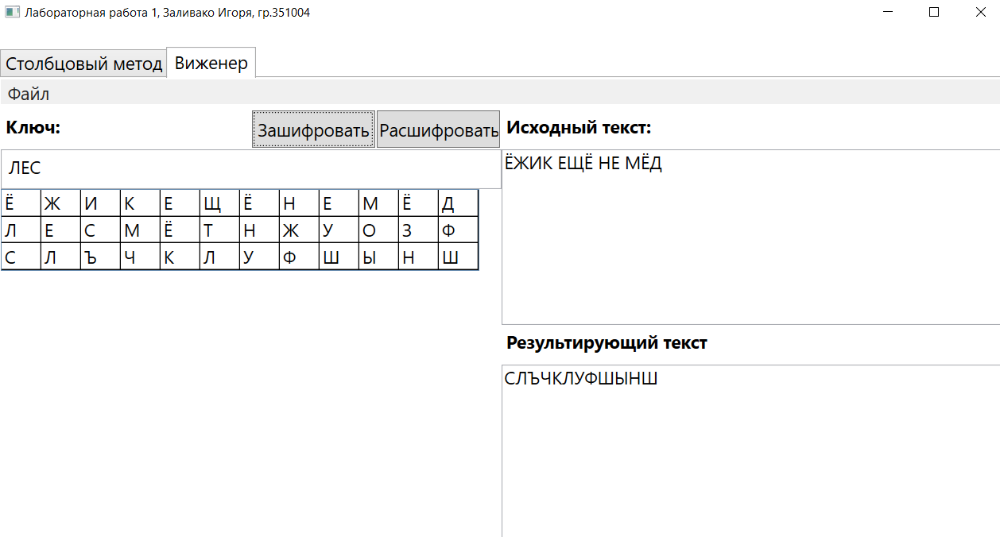 Лабораторная работа 1, Заливако Игоря, гр.351004
Столбцовый метод Виженер
Файл
Ключ: Зашифровать Расшифровать
ЛЕС
Ё Ж И К Е Щ Ё Н Е М Ё Д
Л Е С М Ё Т Н Ж У О З Ф
С Л Ъ Ч К Л У Ф Ш Ы Н Ш
Исходный текст:
ЁЖИК ЕЩЁ НЕ МЁД
Результирующий текст
СЛЪЧКЛУФШЫНШ